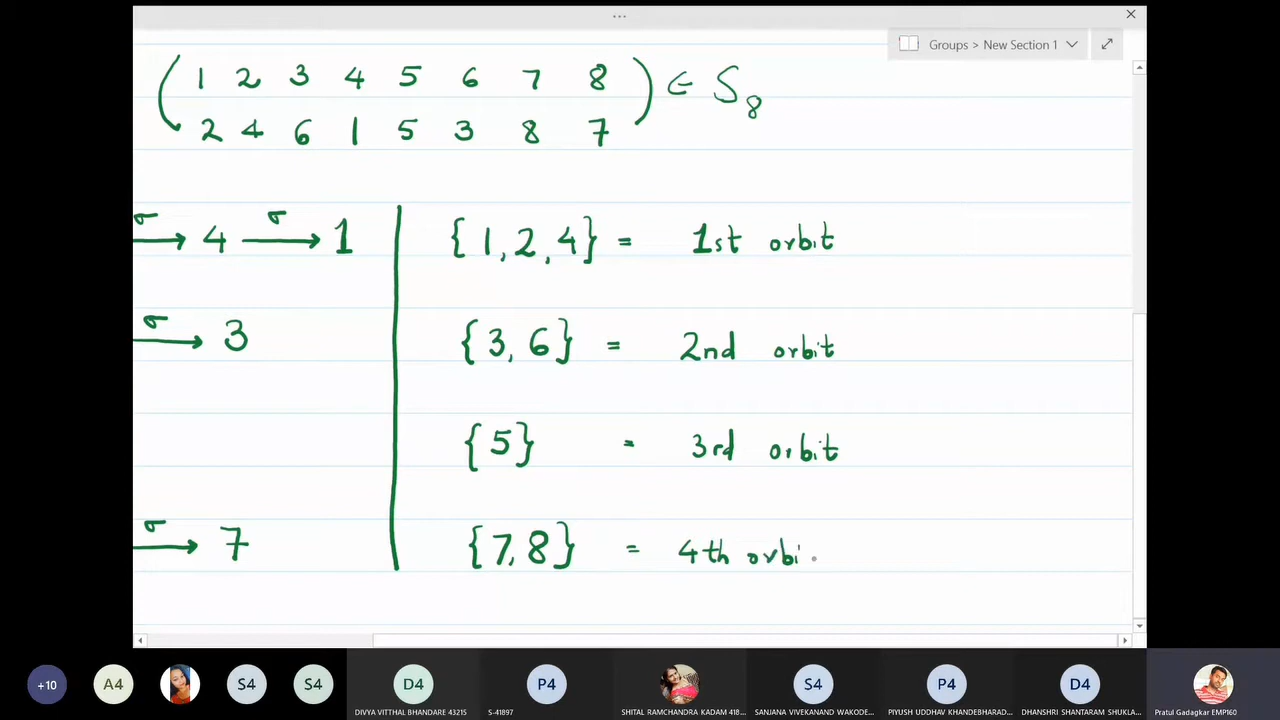 Groups > New Section 1
( 1 2 3 4 5 6 7 8 ) ∈ S₈
2 4 6 1 5 3 8 7
σ→ 4 σ→ 1 {1,2,4} = 1st orbit
σ→ 3 {3,6} = 2nd orbit
{5} = 3rd orbit
σ→ 7 {7,8} = 4th orbi
+10 A4 S4 S4 D4 P4 S4 P4 D4
DIVYA VITTHAL BHANDARE 43215 S-41897 SHITAL RAMCHANDRA KADAM 418... SANJANA VIVEKANAND WAKODE... PIYUSH UDDHAV KHANDEBHARAD... DHANSHRI SHANTARAM SHUKLA... Pratul Gadagkar EMPI60